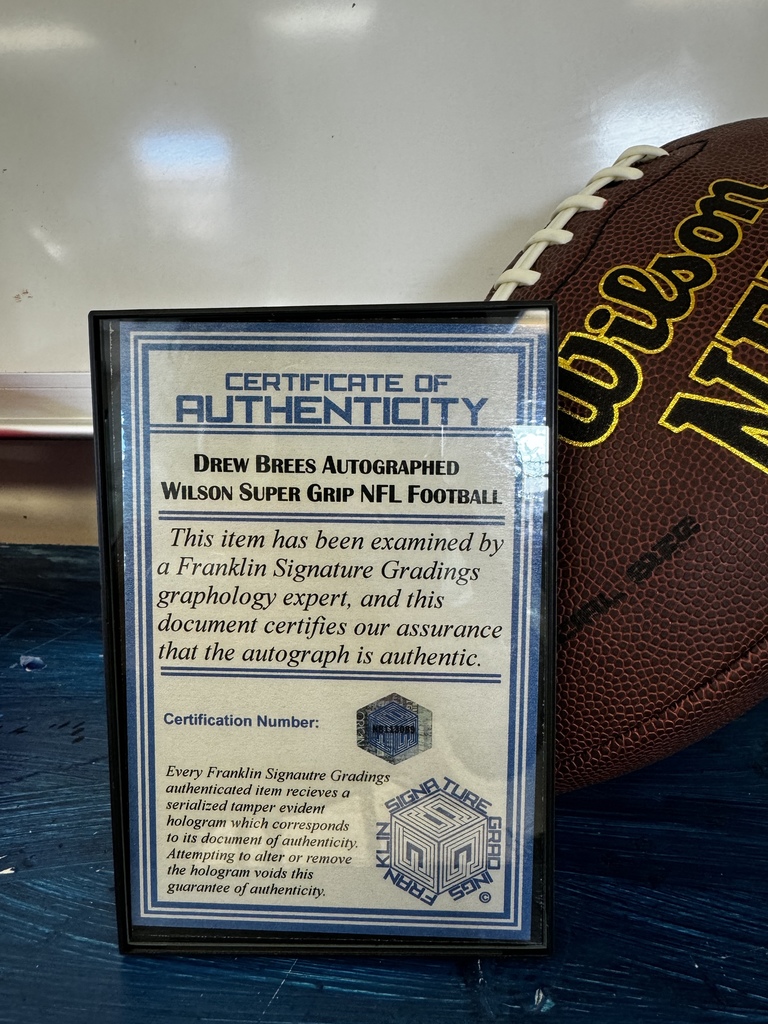 CERTIFICATE OF
AUTHENTICITY
DREW BREES AUTOGRAPHED
WILSON SUPER GRIP NFL FOOTBALL
This item has been examined by
a Franklin Signature Gradings
graphology expert, and this
document certifies our assurance
that the autograph is authentic.
Certification Number:
Every Franklin Signautre Gradings
authenticated item recieves a
serialized tamper evident
hologram which corresponds
to its document of authenticity.
Attempting to alter or remove
the hologram voids this
guarantee of authenticity.
FRANKLIN SIGNATURE GRADINGS
©
Wilson